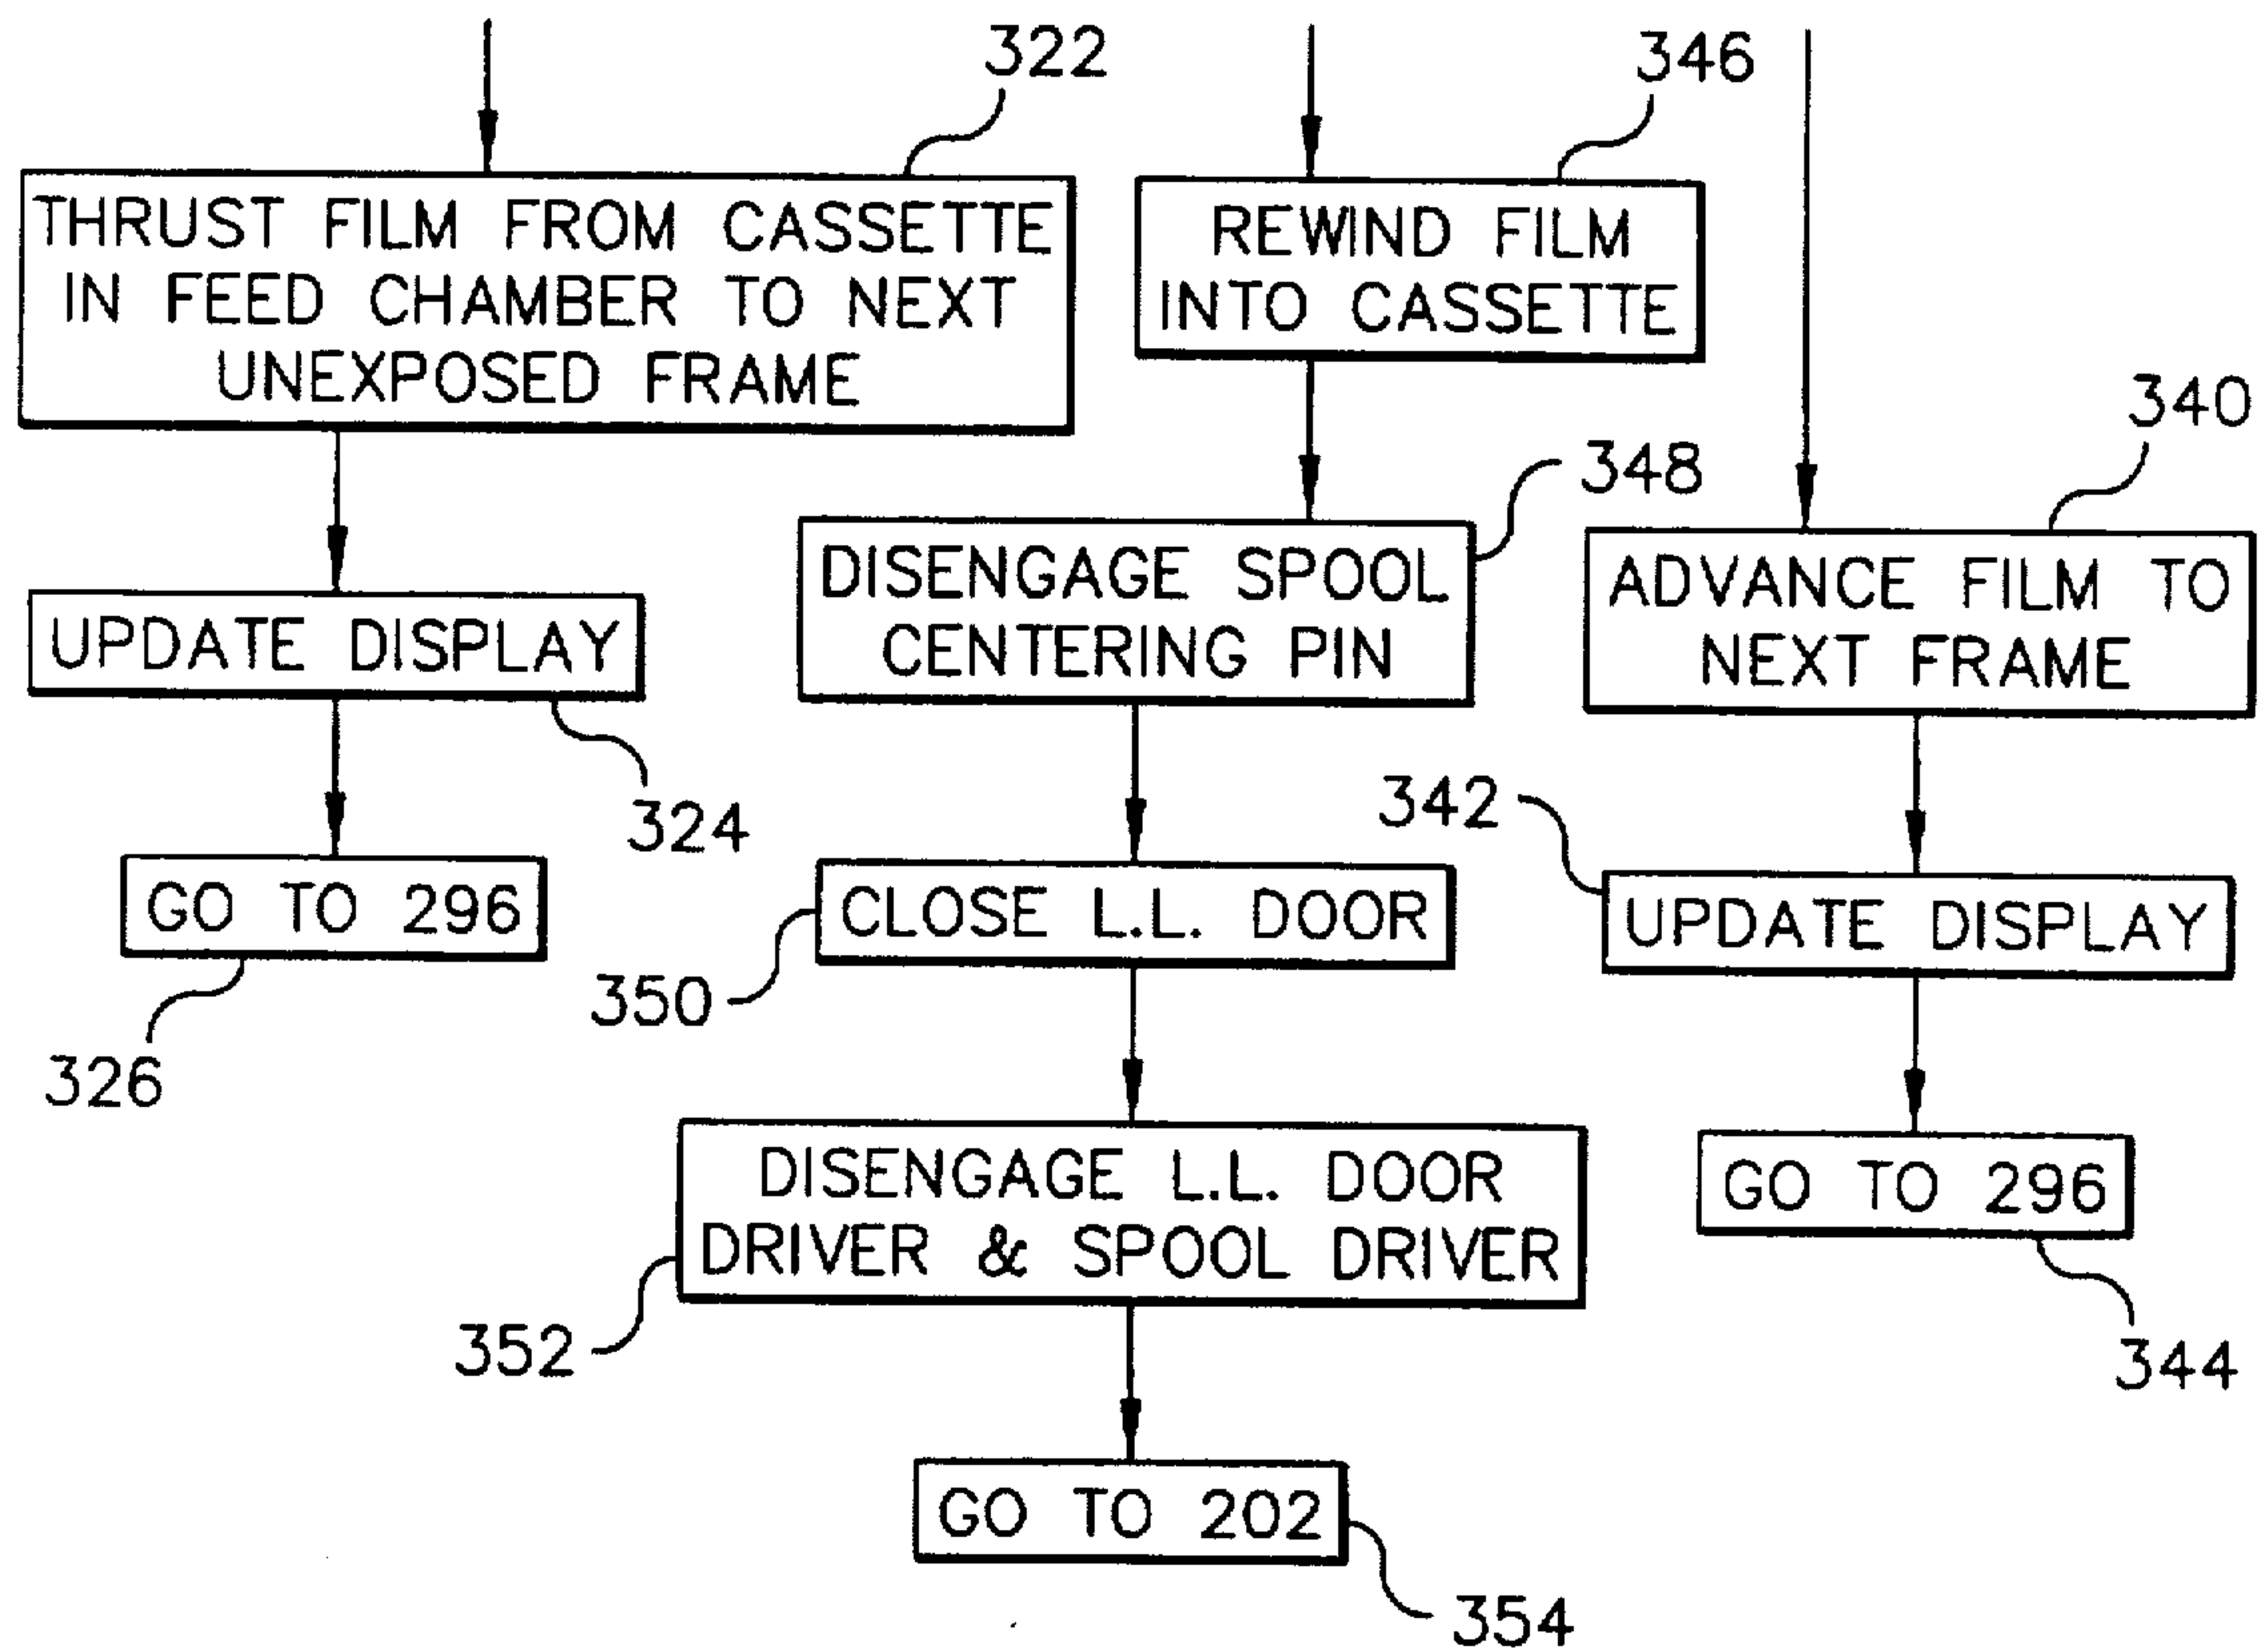 322
THRUST FILM FROM CASSETTE
IN FEED CHAMBER TO NEXT
UNEXPOSED FRAME
UPDATE DISPLAY
324
GO TO 296
326
346
REWIND FILM
INTO CASSETTE
348
DISENGAGE SPOOL
CENTERING PIN
CLOSE L.L. DOOR
350
DISENGAGE L.L. DOOR
DRIVER & SPOOL DRIVER
352
GO TO 202
354
340
ADVANCE FILM TO
NEXT FRAME
342
UPDATE DISPLAY
GO TO 296
344